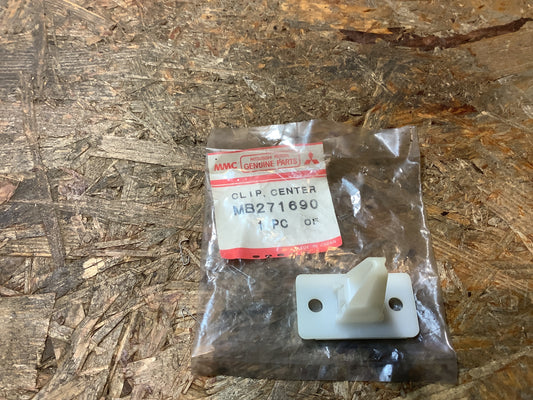 MMC GENUINE PARTS
CLIP, CENTER
MB271690
1 PC